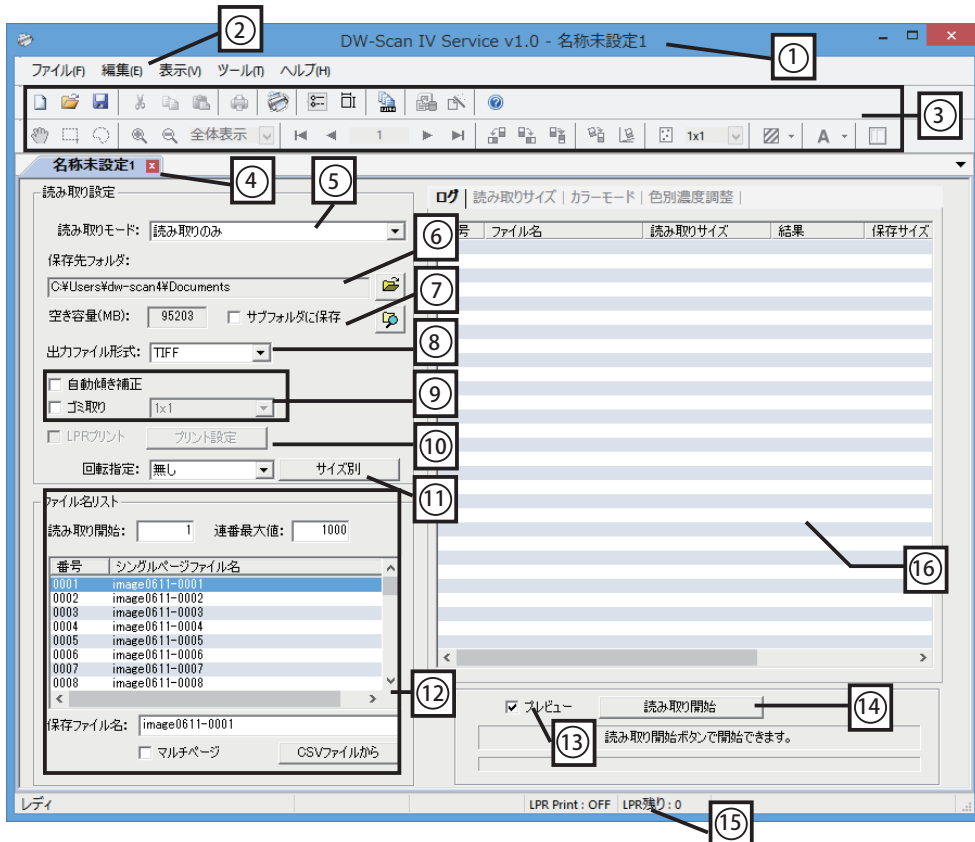 ②
DW-Scan IV Service v1.0 - 名称未設定1
①
ファイル(F) 編集(E) 表示(V) ツール(T) ヘルプ(H)
③
全体表示 1 1x1 A
名称未設定1
④
⑤
読み取り設定
読み取りモード: 読み取りのみ
保存先フォルダ:
⑥
C:¥Users¥dw-scan4¥Documents
空き容量(MB): 95203 サブフォルダに保存
⑦
出力ファイル形式: TIFF
⑧
自動傾き補正
ゴミ取り 1x1
⑨
LPRプリント プリント設定
⑩
回転指定: 無し サイズ別
⑪
ファイル名リスト
読み取り開始: 1 連番最大値: 1000
番号 シングルページファイル名
0001 image0611-0001
0002 image0611-0002
0003 image0611-0003
0004 image0611-0004
0005 image0611-0005
0006 image0611-0006
0007 image0611-0007
0008 image0611-0008
⑫
保存ファイル名: image0611-0001
マルチページ CSVファイルから
ログ 読み取りサイズ カラーモード 色別濃度調整
号 ファイル名 読み取りサイズ 結果 保存サイズ
⑯
プレビュー 読み取り開始
⑭
⑬
読み取り開始ボタンで開始できます。
レディ LPR Print : OFF LPR残り : 0
⑮